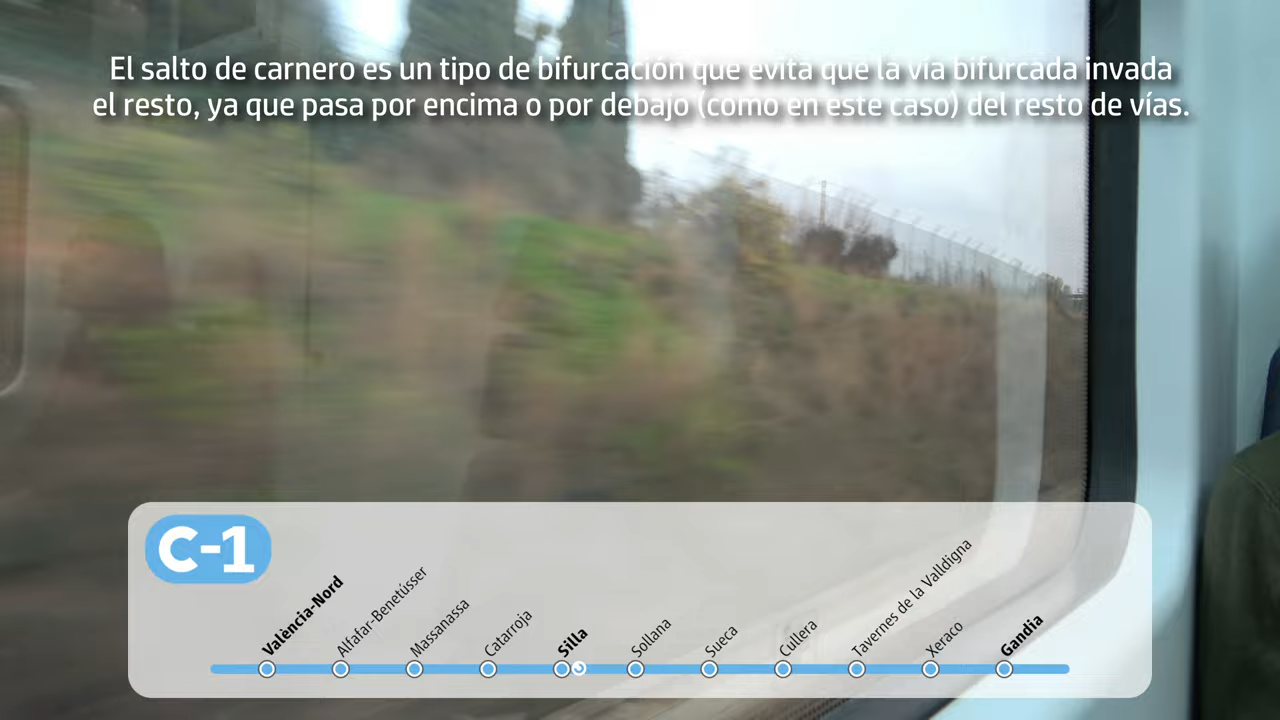 El salto de carnero es un tipo de bifurcación que evita que la vía bifurcada invada
el resto, ya que pasa por encima o por debajo (como en este caso) del resto de vías.
C-1
València-Nord
Alfafar-Benetússer
Massanassa
Catarroja
Silla
Sollana
Sueca
Cullera
Tavernes de la Valldigna
Xeraco
Gandia